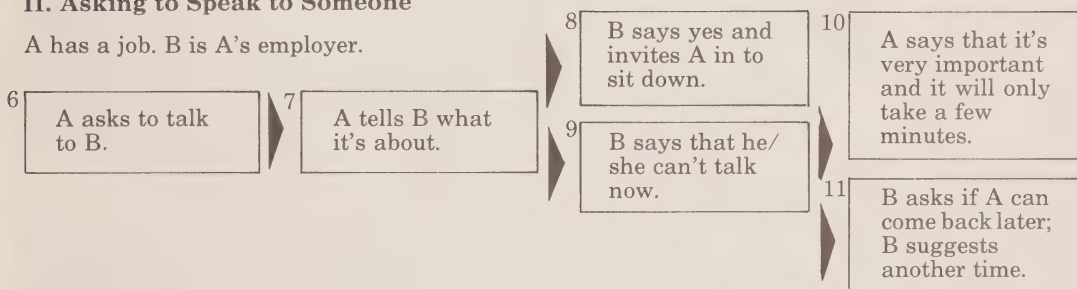 II. Asking to Speak to Someone
A has a job. B is A's employer.
6
A asks to talk
to B.
7
A tells B what
it's about.
8
B says yes and
invites A in to
sit down.
9
B says that he/
she can't talk
now.
10
A says that it's
very important
and it will only
take a few
minutes.
11
B asks if A can
come back later;
B suggests
another time.